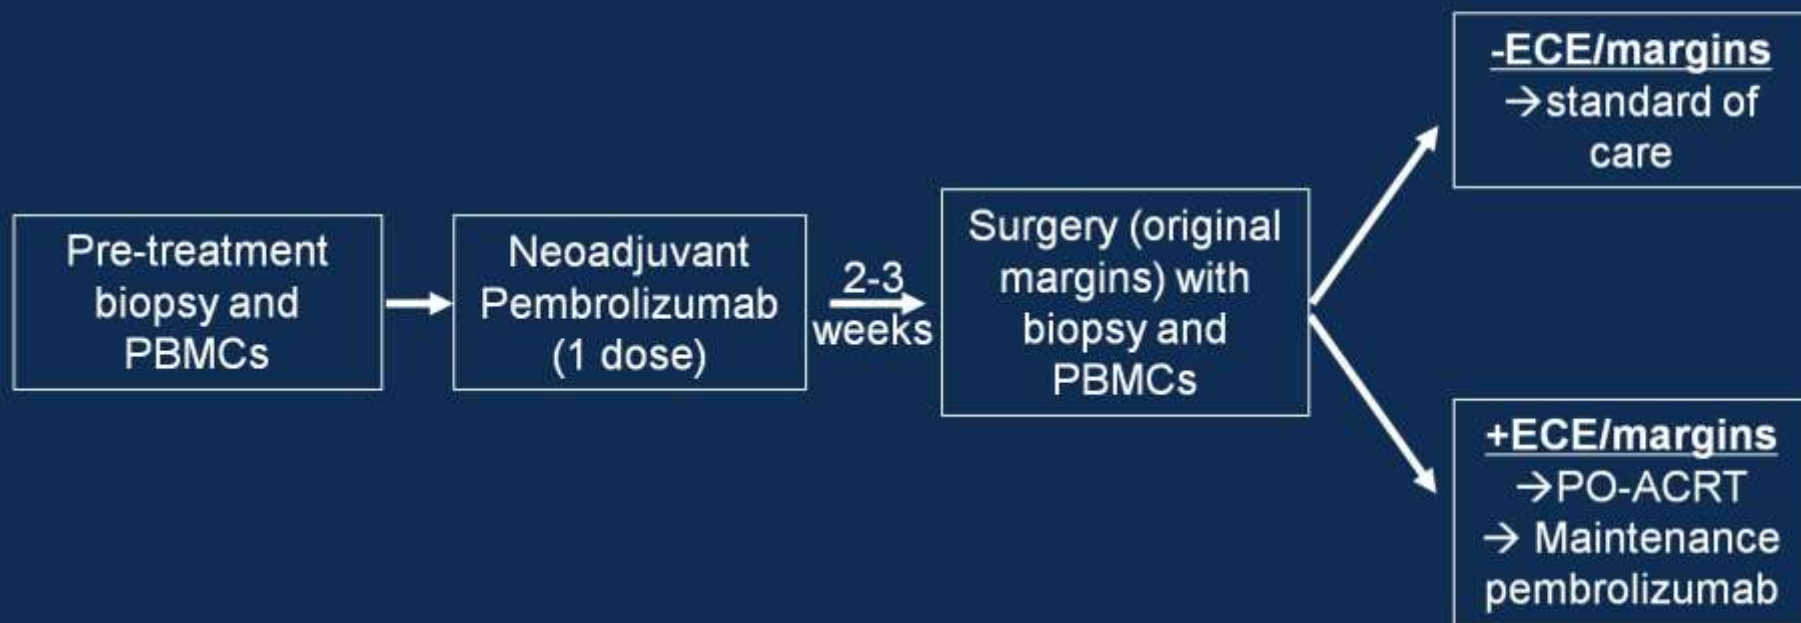 Pre-treatment
biopsy and
PBMCs
Neoadjuvant
Pembrolizumab
(1 dose)
2-3
weeks
Surgery (original
margins) with
biopsy and
PBMCs
-ECE/margins
→standard of
care
+ECE/margins
→PO-ACRT
→ Maintenance
pembrolizumab